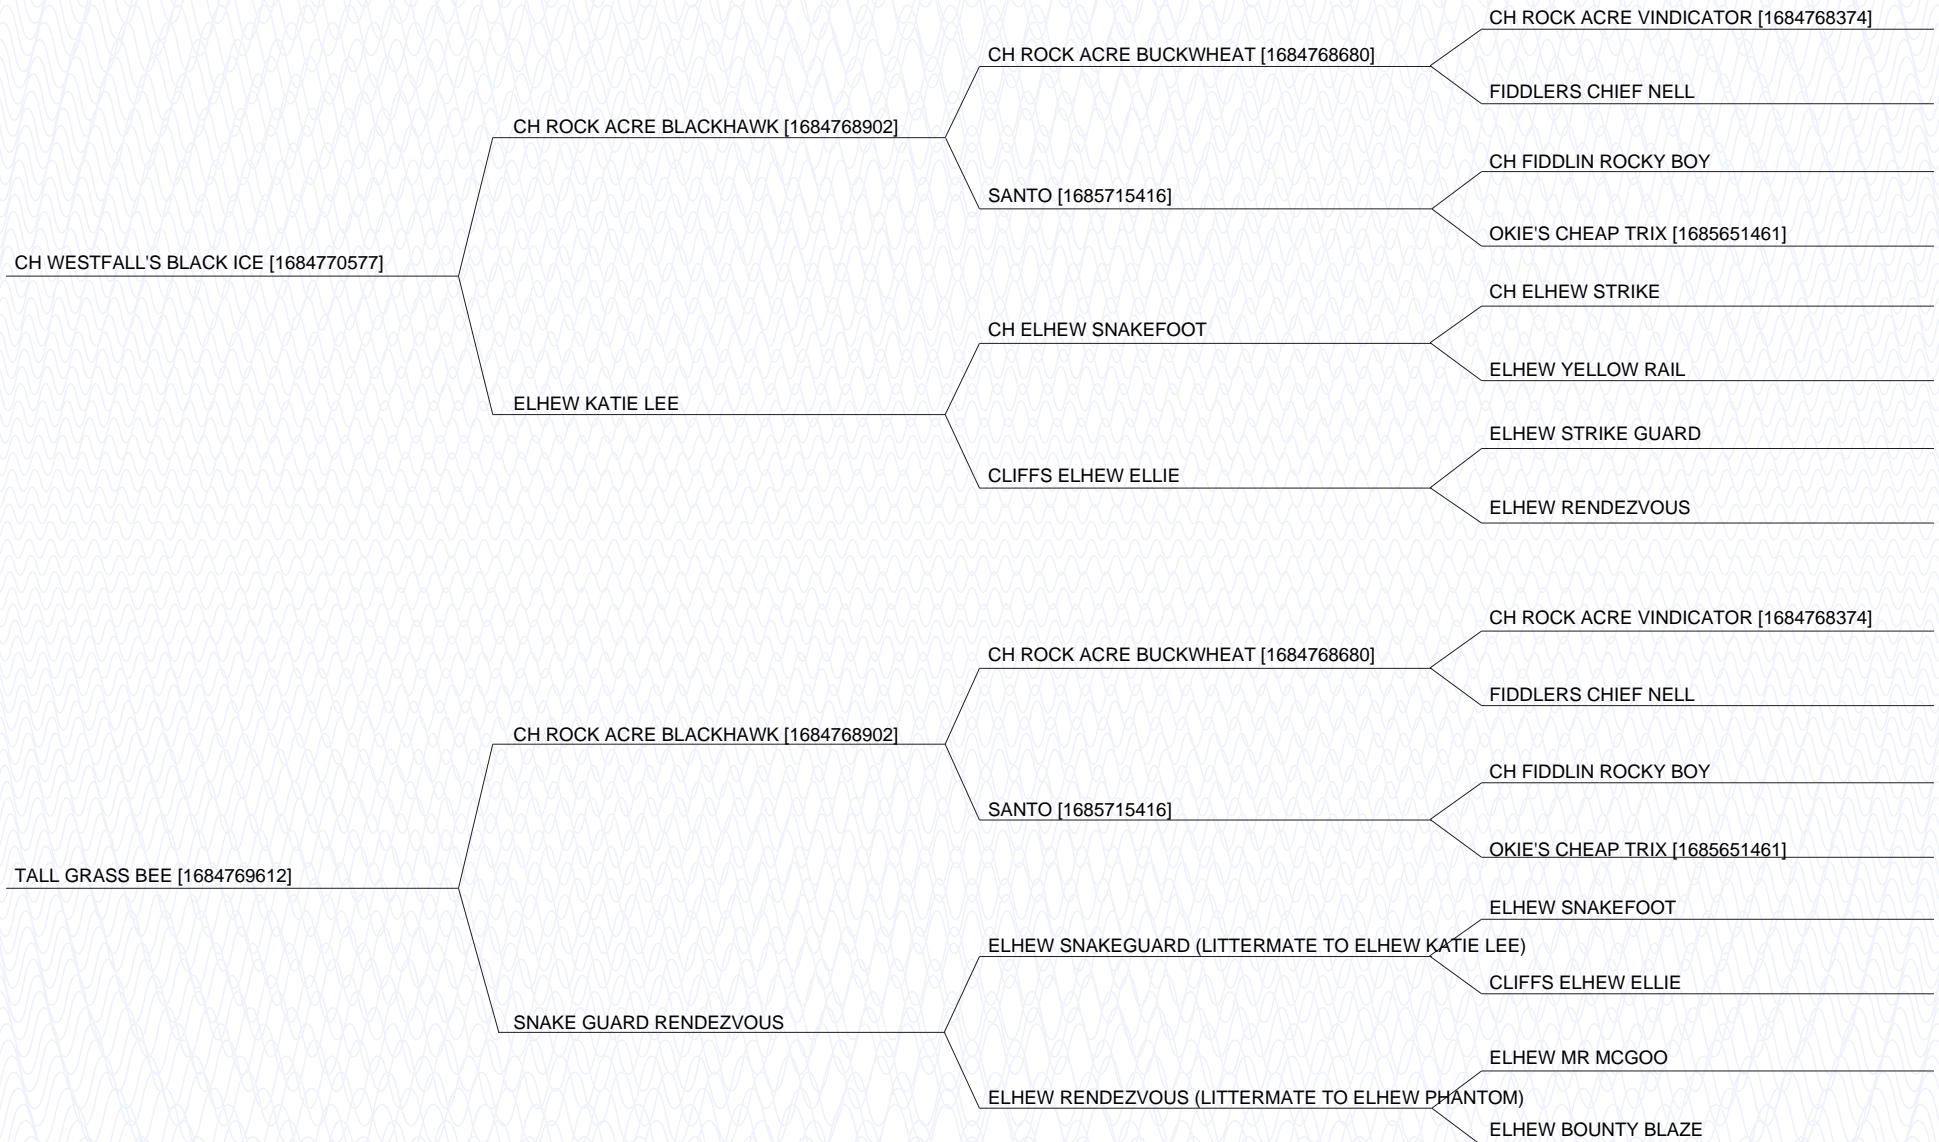 CH ROCK ACRE VINDICATOR [1684768374]
CH ROCK ACRE BUCKWHEAT [1684768680]
FIDDLERS CHIEF NELL
CH ROCK ACRE BLACKHAWK [1684768902]
CH FIDDLIN ROCKY BOY
SANTO [1685715416]
OKIE'S CHEAP TRIX [1685651461]
CH WESTFALL'S BLACK ICE [1684770577]
CH ELHEW STRIKE
CH ELHEW SNAKEFOOT
ELHEW YELLOW RAIL
ELHEW KATIE LEE
ELHEW STRIKE GUARD
CLIFFS ELHEW ELLIE
ELHEW RENDEZVOUS
CH ROCK ACRE VINDICATOR [1684768374]
CH ROCK ACRE BUCKWHEAT [1684768680]
FIDDLERS CHIEF NELL
CH ROCK ACRE BLACKHAWK [1684768902]
CH FIDDLIN ROCKY BOY
SANTO [1685715416]
OKIE'S CHEAP TRIX [1685651461]
TALL GRASS BEE [1684769612]
ELHEW SNAKEFOOT
ELHEW SNAKEGUARD (LITTERMATE TO ELHEW KATIE LEE)
CLIFFS ELHEW ELLIE
SNAKE GUARD RENDEZVOUS
ELHEW MR MCGOO
ELHEW RENDEZVOUS (LITTERMATE TO ELHEW PHANTOM)
ELHEW BOUNTY BLAZE